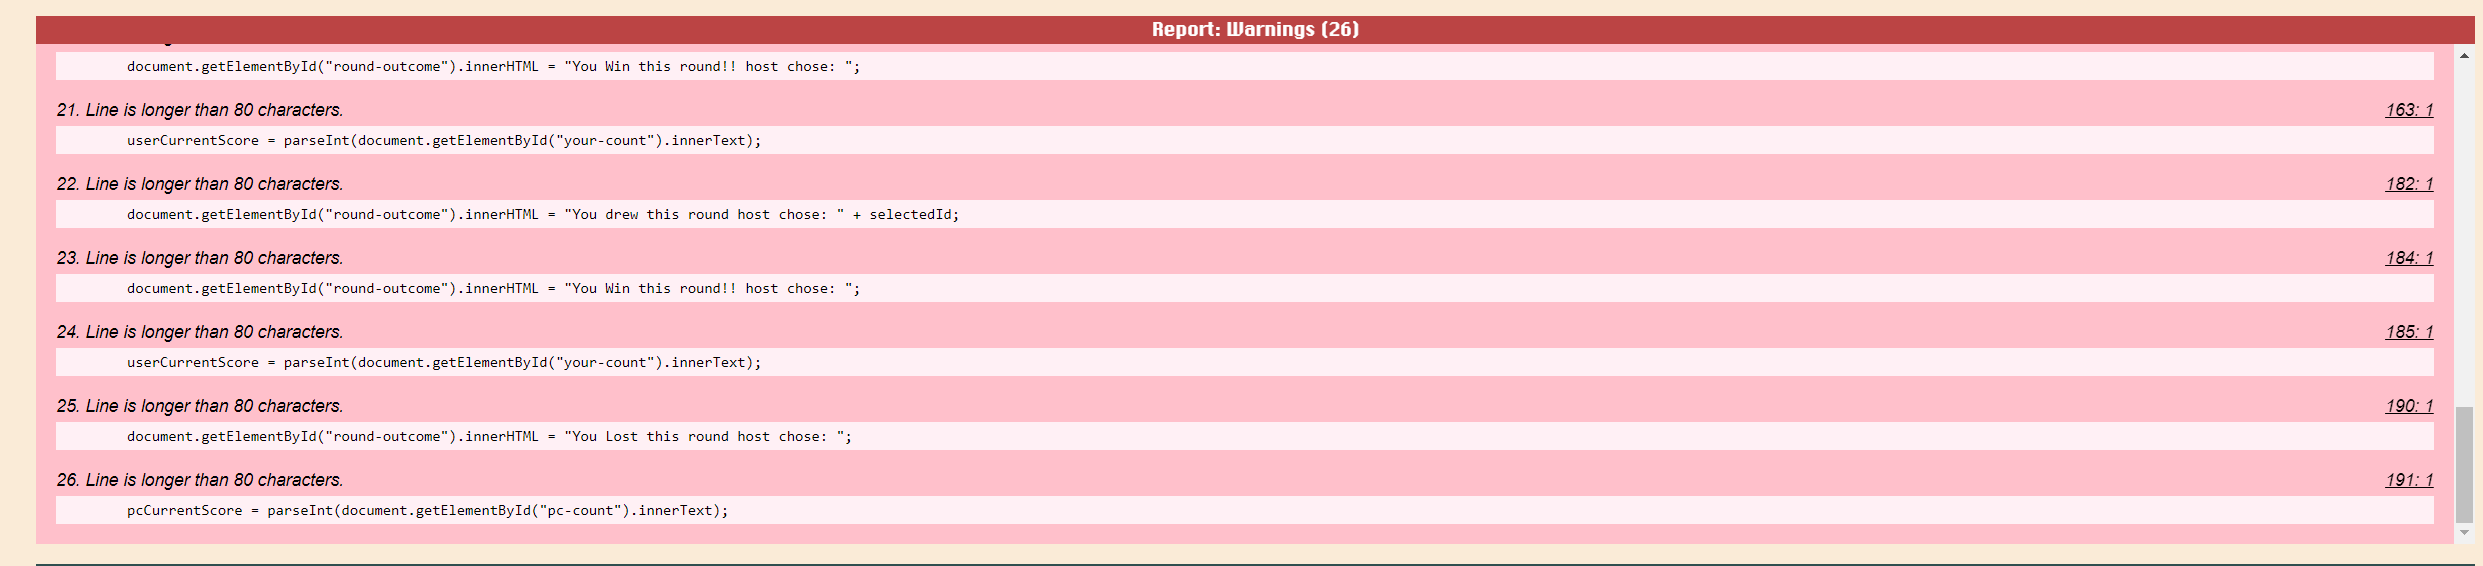 Report: Warnings (26)
document.getElementById("round-outcome").innerHTML = "You Win this round!! host chose: ";
21. Line is longer than 80 characters. 163: 1
userCurrentScore = parseInt(document.getElementById("your-count").innerText);
22. Line is longer than 80 characters. 182: 1
document.getElementById("round-outcome").innerHTML = "You drew this round host chose: " + selectedId;
23. Line is longer than 80 characters. 184: 1
document.getElementById("round-outcome").innerHTML = "You Win this round!! host chose: ";
24. Line is longer than 80 characters. 185: 1
userCurrentScore = parseInt(document.getElementById("your-count").innerText);
25. Line is longer than 80 characters. 190: 1
document.getElementById("round-outcome").innerHTML = "You Lost this round host chose: ";
26. Line is longer than 80 characters. 191: 1
pcCurrentScore = parseInt(document.getElementById("pc-count").innerText);